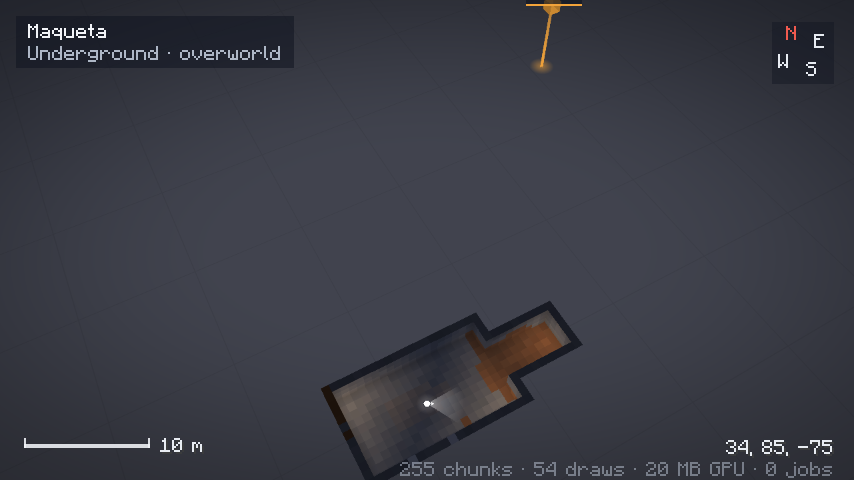 Maqueta
Underground · overworld
N
E
W
S
10 m
34, 85, -75
255 chunks · 54 draws · 20 MB GPU · 0 jobs